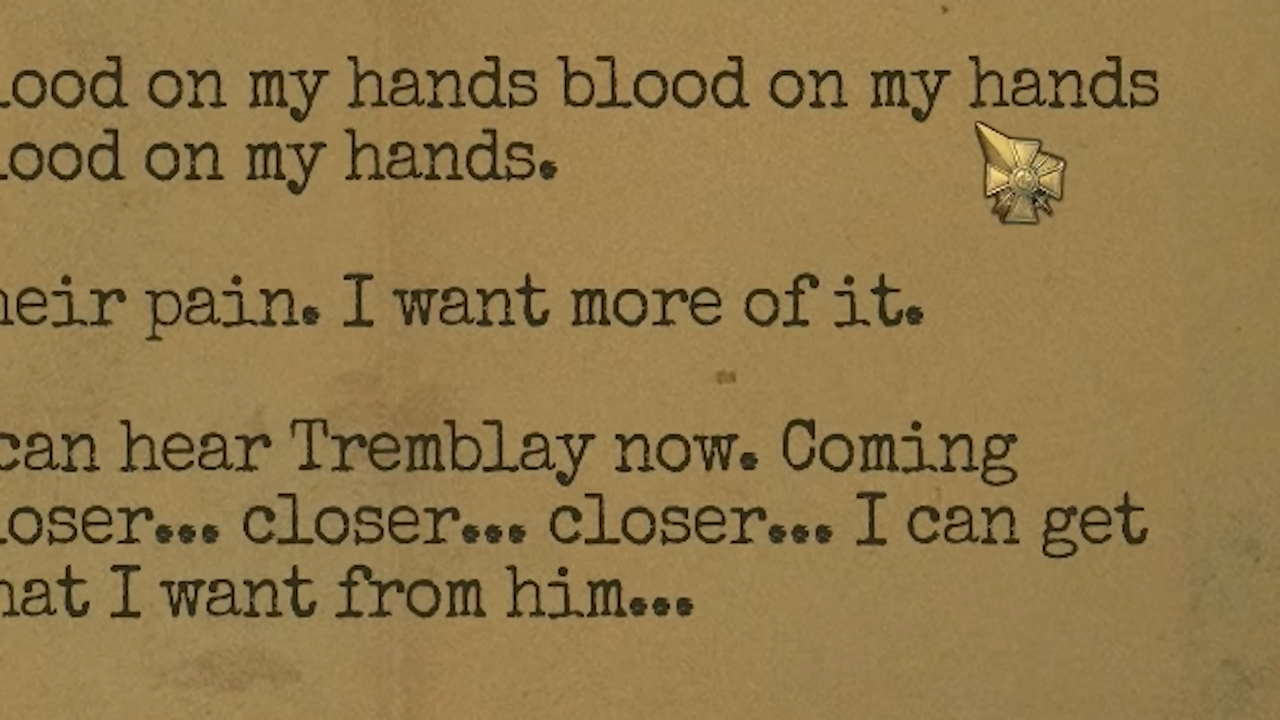 lood on my hands blood on my hands
lood on my hands.
heir pain. I want more of it.
can hear Tremblay now. Coming
loser... closer... closer... I can get
hat I want from him...